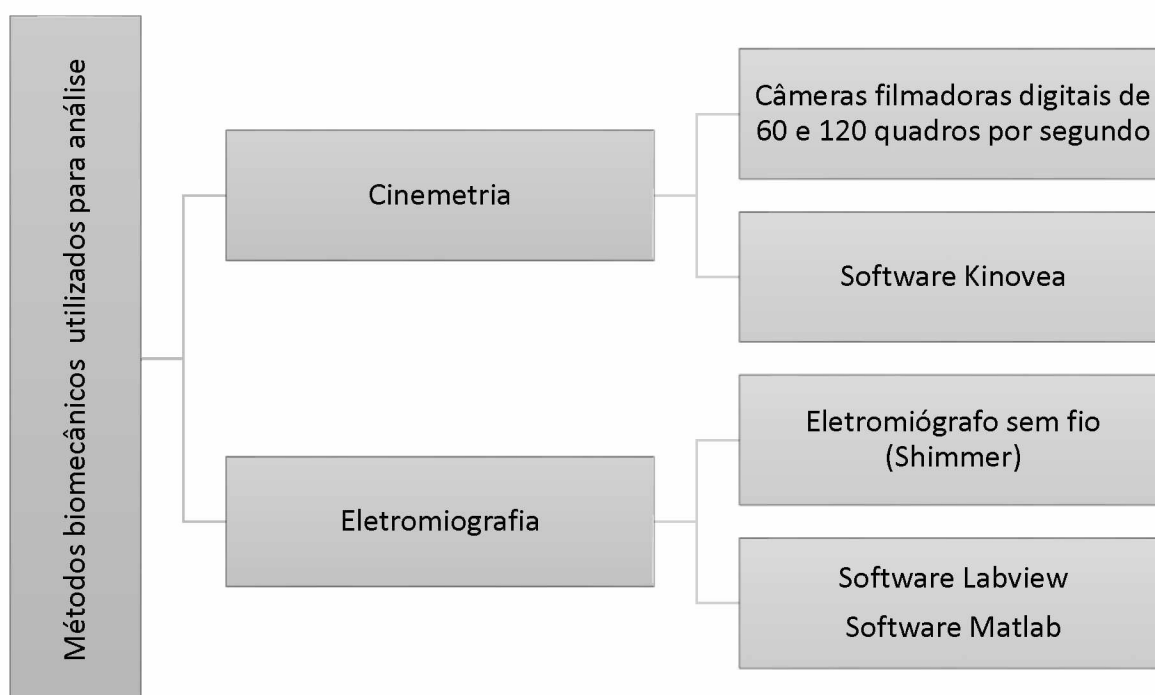 Métodos biomecânicos utilizados para análise
Cinemetria
Câmeras filmadoras digitais de
60 e 120 quadros por segundo
Software Kinovea
Eletromiografia
Eletromiógrafo sem fio
(Shimmer)
Software Labview
Software Matlab